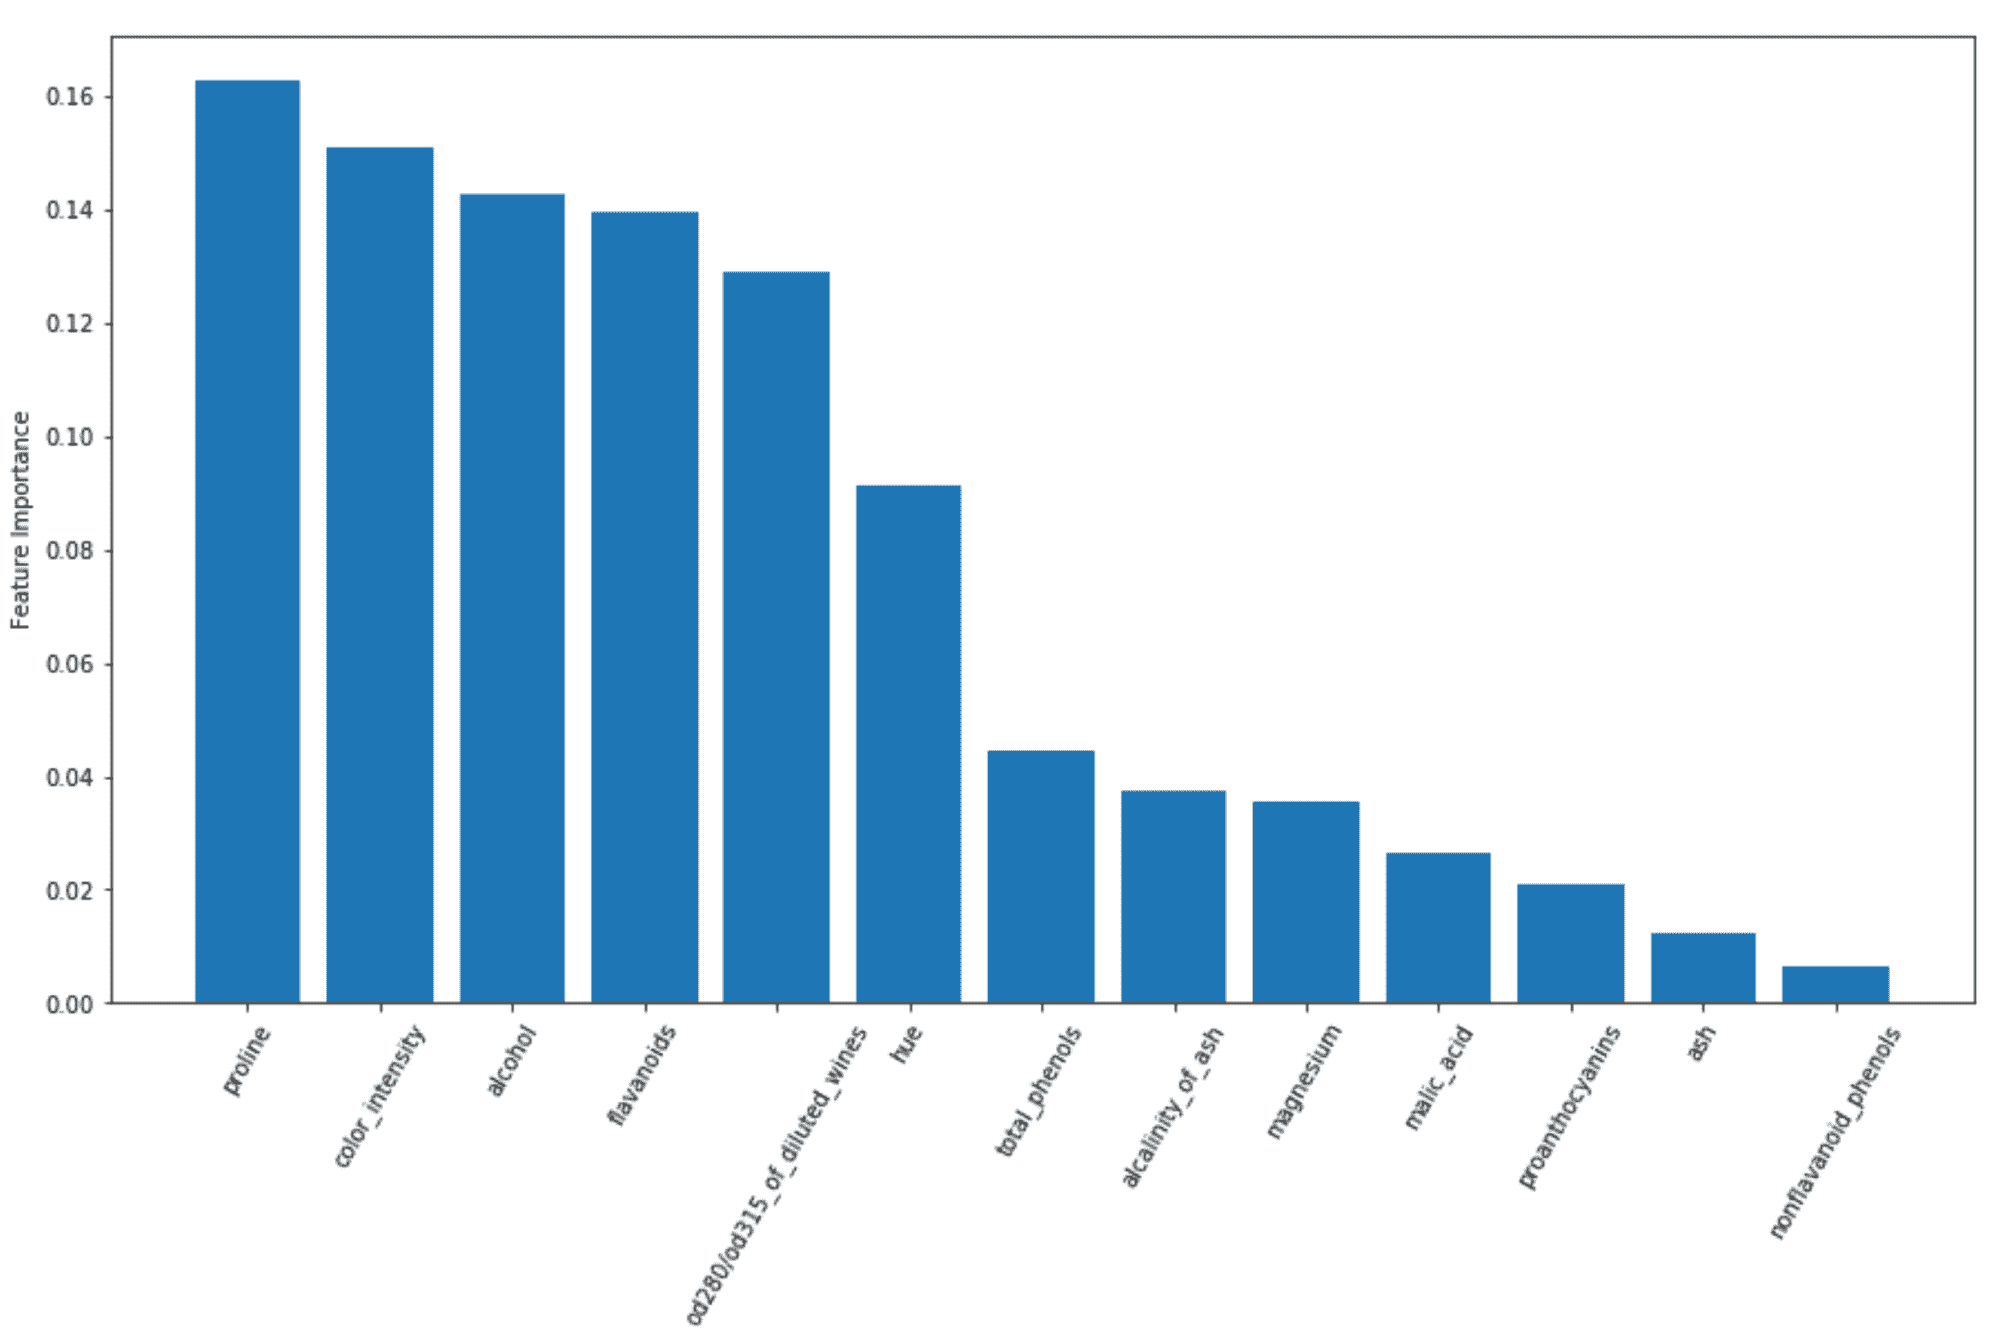 0.16
0.14
0.12
0.10
0.08
0.06
0.04
0.02
0.00
Feature Importance
proline
color_intensity
alcohol
flavanoids
od280/od315_of_diluted_wines
hue
total_phenols
alcalinity_of_ash
magnesium
malic_acid
proanthocyanins
ash
nonflavanoid_phenols